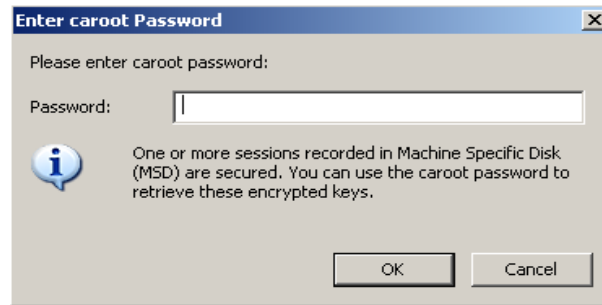 Enter caroot Password
Please enter caroot password:
Password:
One or more sessions recorded in Machine Specific Disk
(MSD) are secured. You can use the caroot password to
retrieve these encrypted keys.
OK Cancel